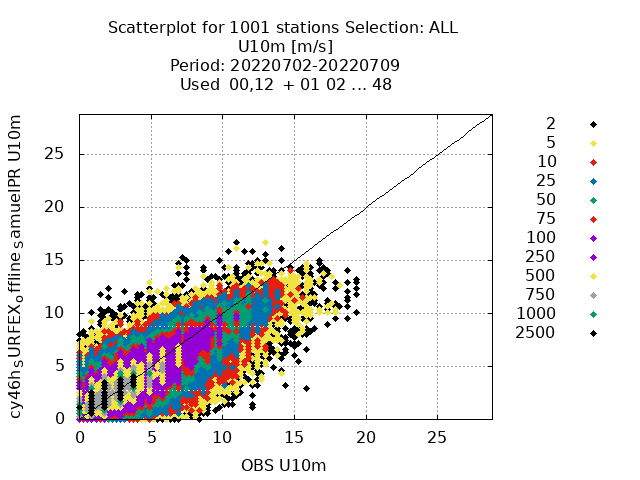 Scatterplot for 1001 stations Selection: ALL
U10m [m/s]
Period: 20220702-20220709
Used 00,12 + 01 02 ... 48
cy46h_SURFEX_offline_samuelPR U10m
25
20
15
10
5
0
0 5 10 15 20 25
OBS U10m
2
5
10
25
50
75
100
250
500
750
1000
2500